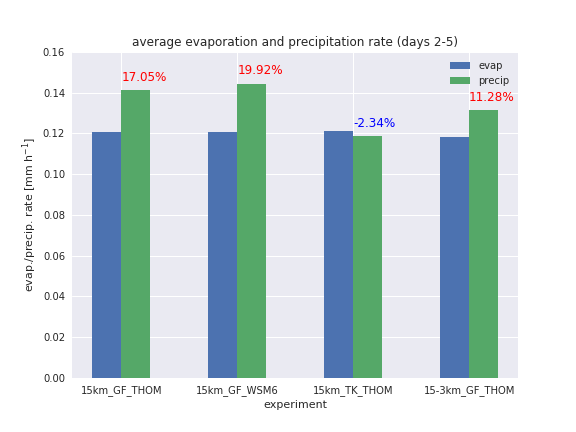 average evaporation and precipitation rate (days 2-5)
evap
precip
17.05%
19.92%
-2.34%
11.28%
evap./precip. rate [mm h⁻¹]
0.16
0.14
0.12
0.10
0.08
0.06
0.04
0.02
0.00
15km_GF_THOM
15km_GF_WSM6
15km_TK_THOM
15-3km_GF_THOM
experiment